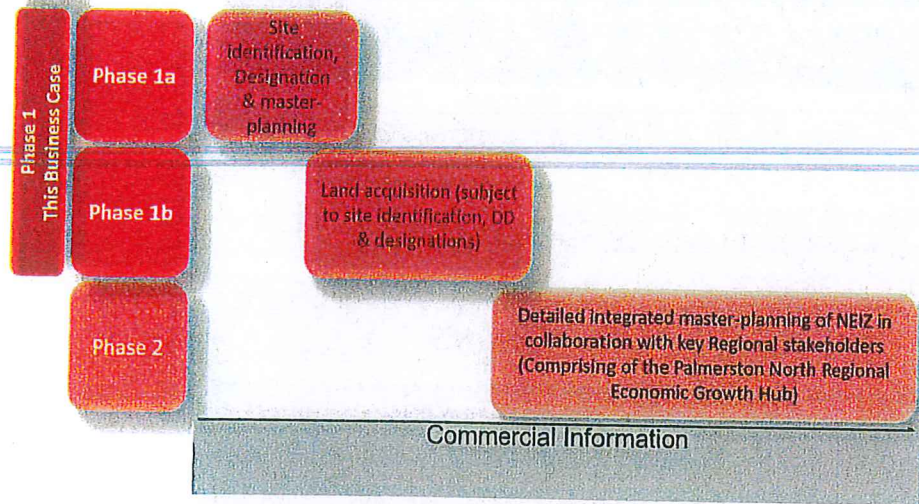 Phase 1
This Business Case
Phase 1a
Site
identification,
Designation
& master-
planning
Phase 1b
Land acquisition (subject
to site identification, DD
& designations)
Phase 2
Detailed integrated master-planning of NEIZ in
collaboration with key Regional stakeholders
(Comprising of the Palmerston North Regional
Economic Growth Hub)
Commercial Information